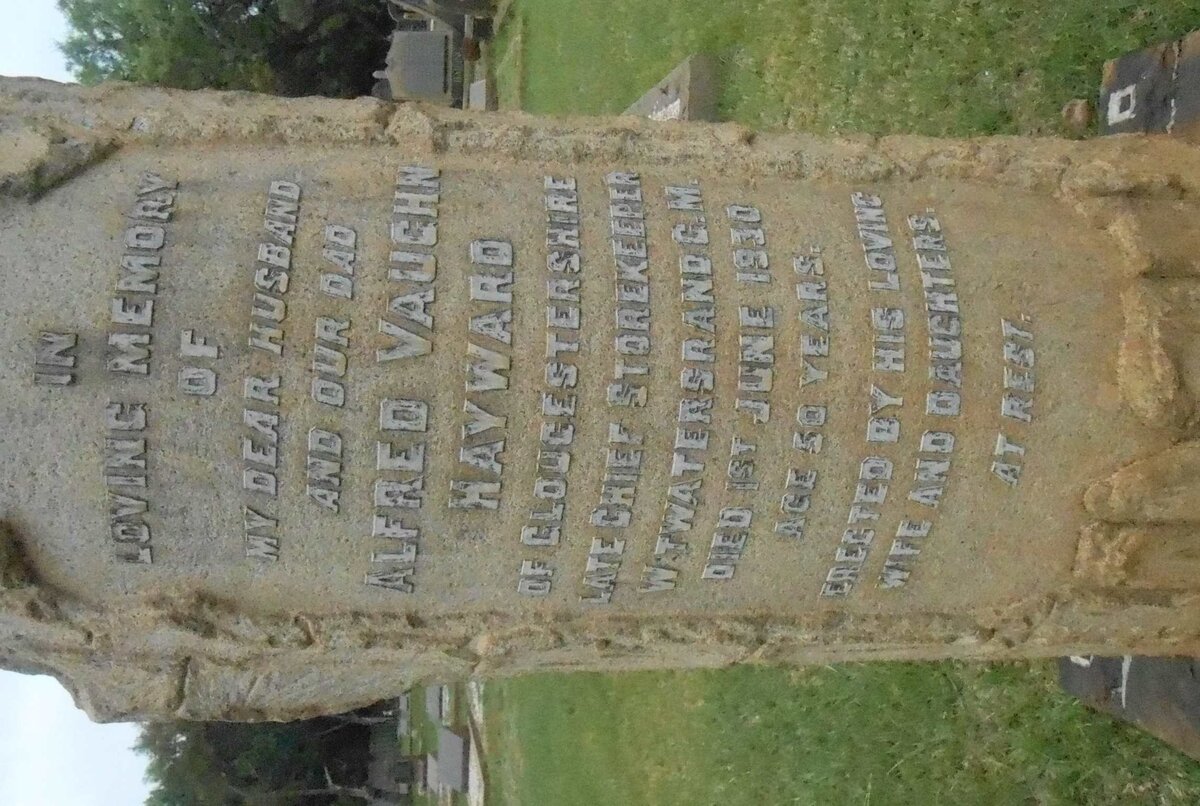 IN
LOVING MEMORY
OF
MY DEAR HUSBAND
AND OUR DAD
ALFRED VAUGHN
HAYWARD
OF GLOUGESTERSHIRE
LATE CHIEF STOREKEEPER
WITWATERSRAND G.M.
DIED 1ST JUNE 1930
AGE 50 YEARS.
ERECTED BY HIS LOVING
WIFE AND DAUGHTERS.
AT REST.